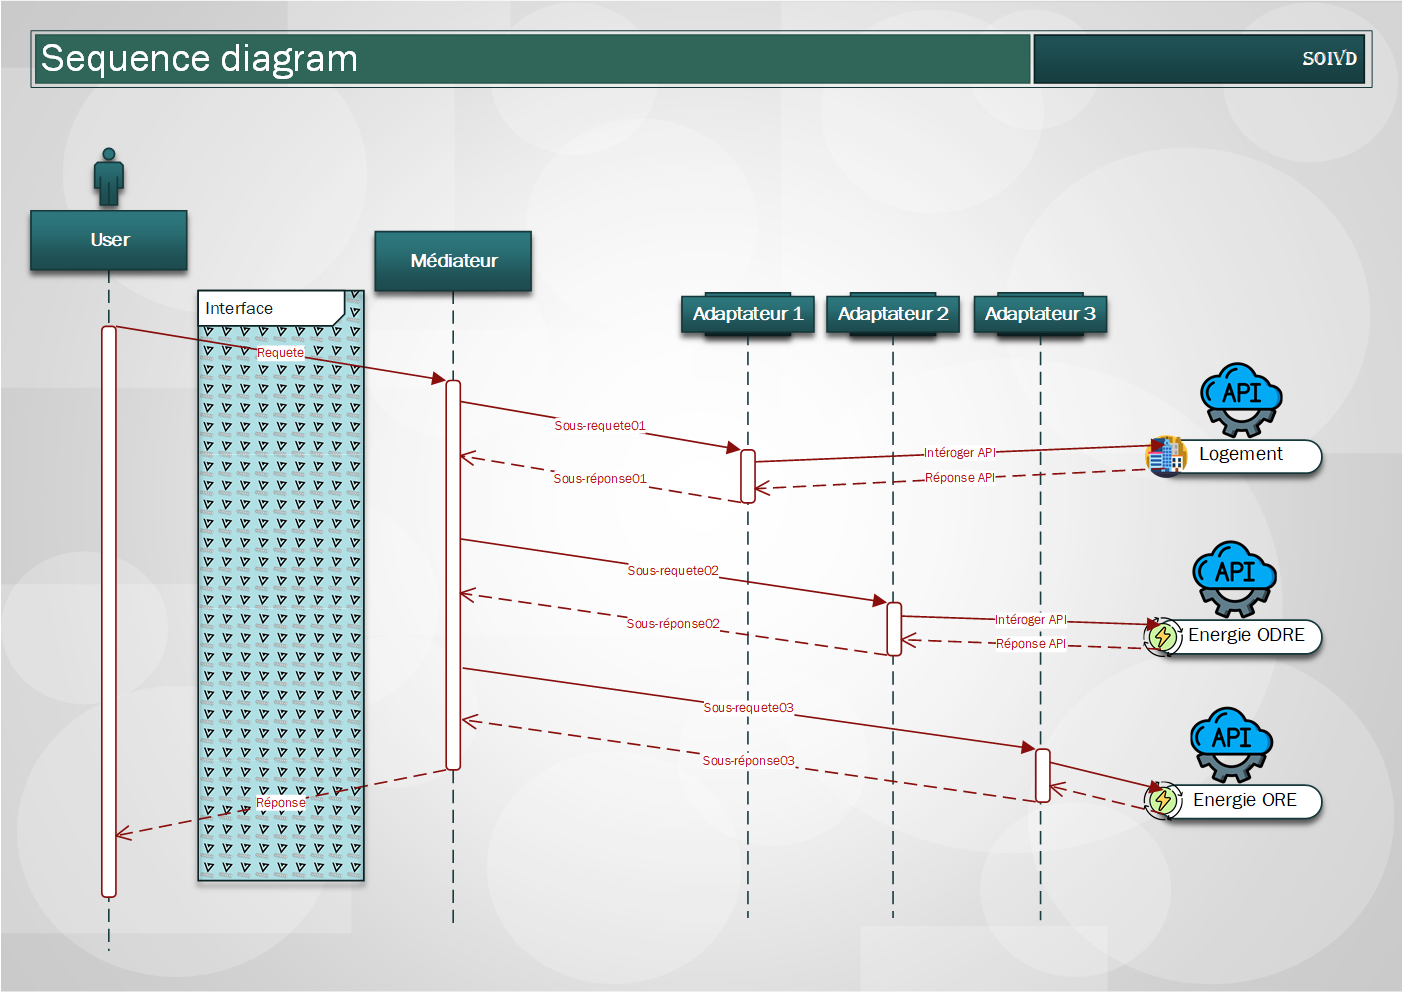 Sequence diagram
SOIVD
User
Médiateur
Interface
Adaptateur 1
Adaptateur 2
Adaptateur 3
Requete
API
Sous-requete01
Intéroger API
Logement
Sous-réponse01
Réponse API
API
Sous-requete02
Intéroger API
Sous-réponse02
Réponse API
Energie ODRE
Sous-requete03
API
Sous-réponse03
Réponse
Energie ORE